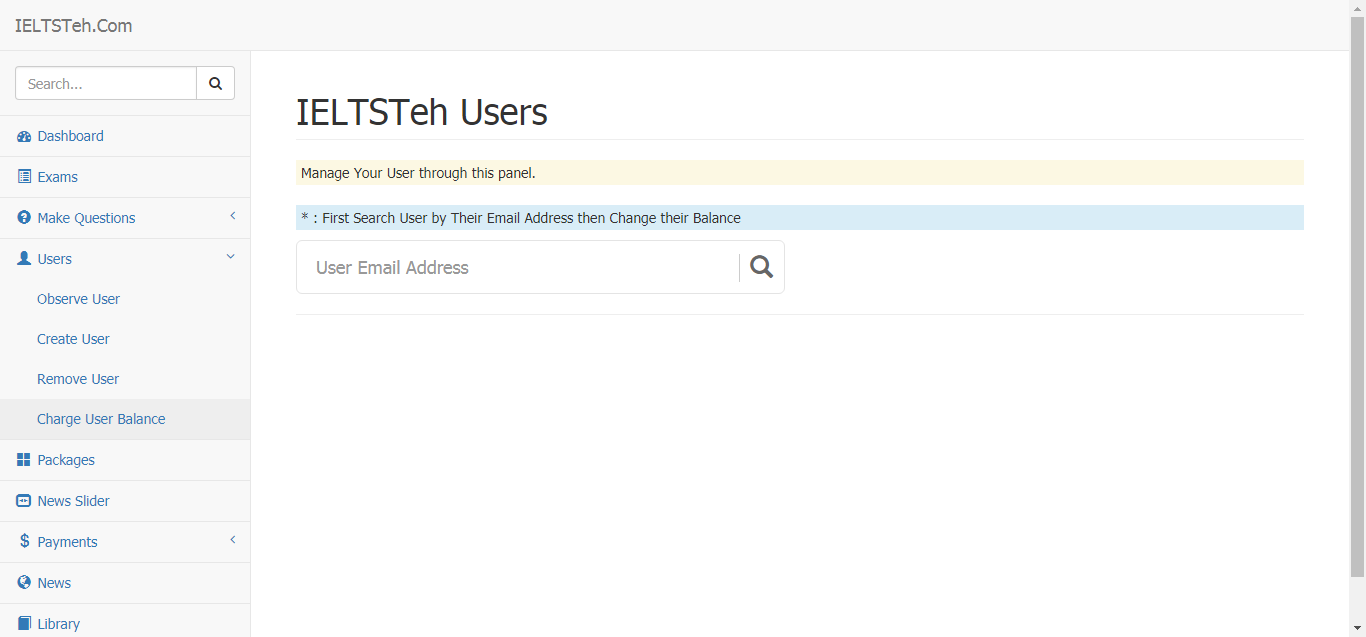 IELTSTeh.Com
Search...
Dashboard
Exams
Make Questions
Users
Observe User
Create User
Remove User
Charge User Balance
Packages
News Slider
Payments
News
Library
IELTSTeh Users
Manage Your User through this panel.
* : First Search User by Their Email Address then Change their Balance
User Email Address